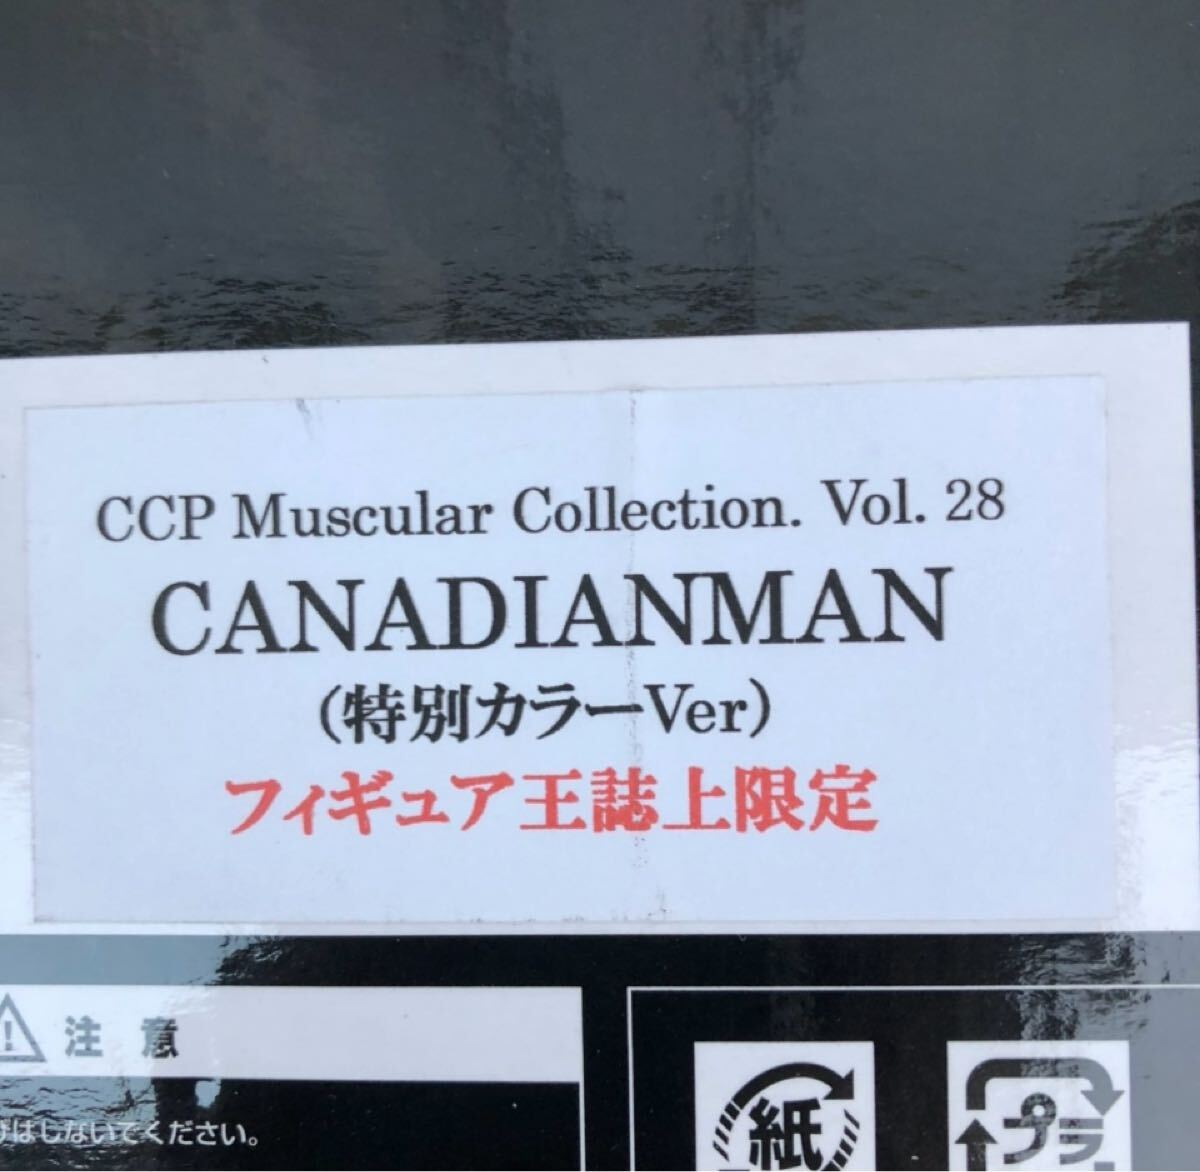 CCP Muscular Collection. Vol. 28
CANADIANMAN
(特別カラーVer)
フィギュア王誌上限定
注 意
はしないでください。
紙
プラ